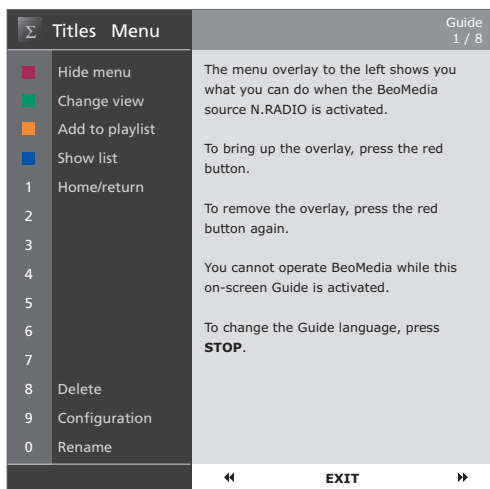 Σ Titles Menu
Guide
1 / 8
Hide menu
Change view
Add to playlist
Show list
1 Home/return
2
3
4
5
6
7
8 Delete
9 Configuration
0 Rename
The menu overlay to the left shows you
what you can do when the BeoMedia
source N.RADIO is activated.
To bring up the overlay, press the red
button.
To remove the overlay, press the red
button again.
You cannot operate BeoMedia while this
on-screen Guide is activated.
To change the Guide language, press
STOP.
EXIT